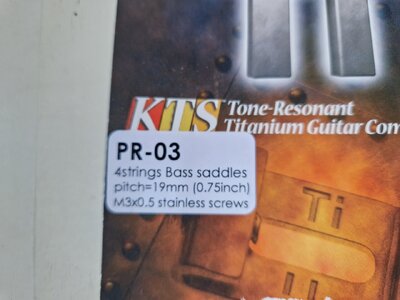 KTS Tone-Resonant
Titanium Guitar Com
PR-03
4strings Bass saddles
pitch=19mm (0.75inch)
M3x0.5 stainless screws
Ti